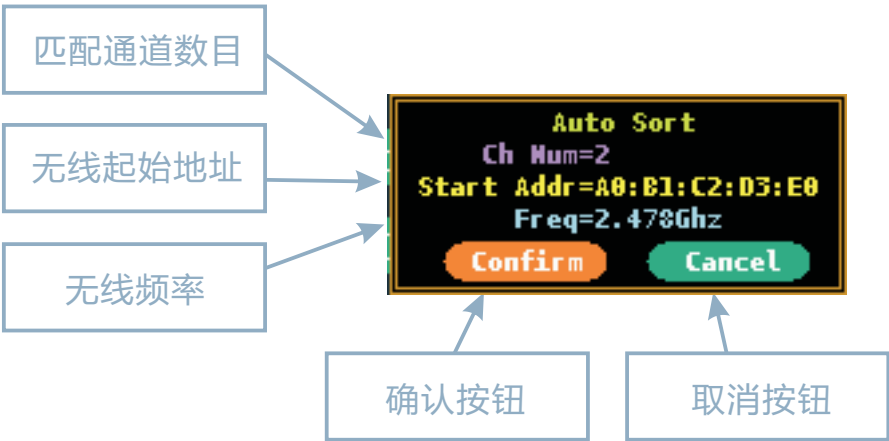 匹配通道数目
无线起始地址
无线频率
Auto Sort
Ch Num=2
Start Addr=A0:B1:C2:D3:E0
Freq=2.478Ghz
Confirm
Cancel
确认按钮
取消按钮